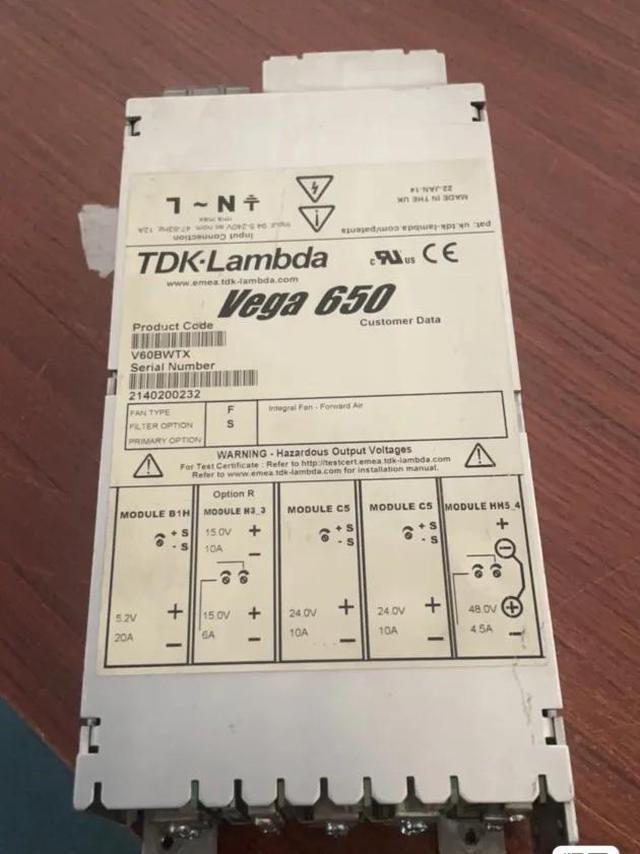 MADE IN THE UK 22-JAN-14
pat: uk.tdk-lambda.com/patents
Input Connection
Input 94.5-240V ac nom. 47-63Hz 12A
rms max
L ~ N
TDK·Lambda
www.emea.tdk-lambda.com
c RU US CE
Vega 650
Product Code
Customer Data
V60BWTX
Serial Number
2140200232
FAN TYPE F Integral Fan - Forward Air
FILTER OPTION S
PRIMARY OPTION
WARNING - Hazardous Output Voltages
For Test Certificate : Refer to http://testcert.emea.tdk-lambda.com
Refer to www.emea.tdk-lambda.com for installation manual.
MODULE B1H
+ S
- S
5.2V +
20A -
Option R
MODULE H3_3
15.0V +
10A -
15.0V +
6A -
MODULE C5
+ S
- S
24.0V +
10A -
MODULE C5
+ S
- S
24.0V +
10A -
MODULE HH5_4
+
-
48.0V +
4.5A -